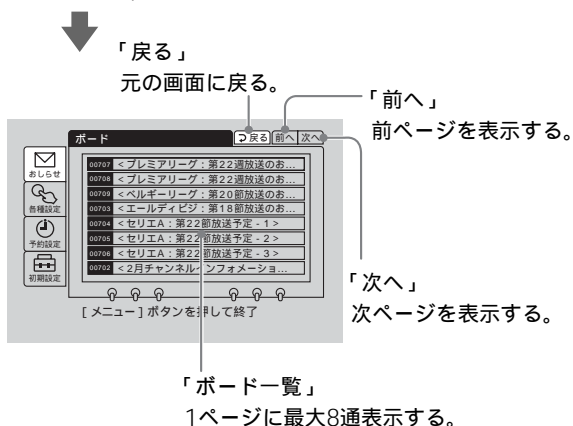 「戻る」
元の画面に戻る。
「前へ」
前ページを表示する。
ボード
戻る
前へ
次へ
おしらせ
各種設定
予約設定
初期設定
00707 <プレミアリーグ:第22週放送のお...
00708 <プレミアリーグ:第22週放送のお...
00709 <ベルギーリーグ:第20節放送のお...
00703 <エールディビジ:第18節放送のお...
00704 <セリエA:第22節放送予定-1>
00705 <セリエA:第22節放送予定-2>
00706 <セリエA:第22節放送予定-3>
00702 <2月チャンネルインフォメーショ...
[メニュー]ボタンを押して終了
「次へ」
次ページを表示する。
「ボード一覧」
1ページに最大8通表示する。